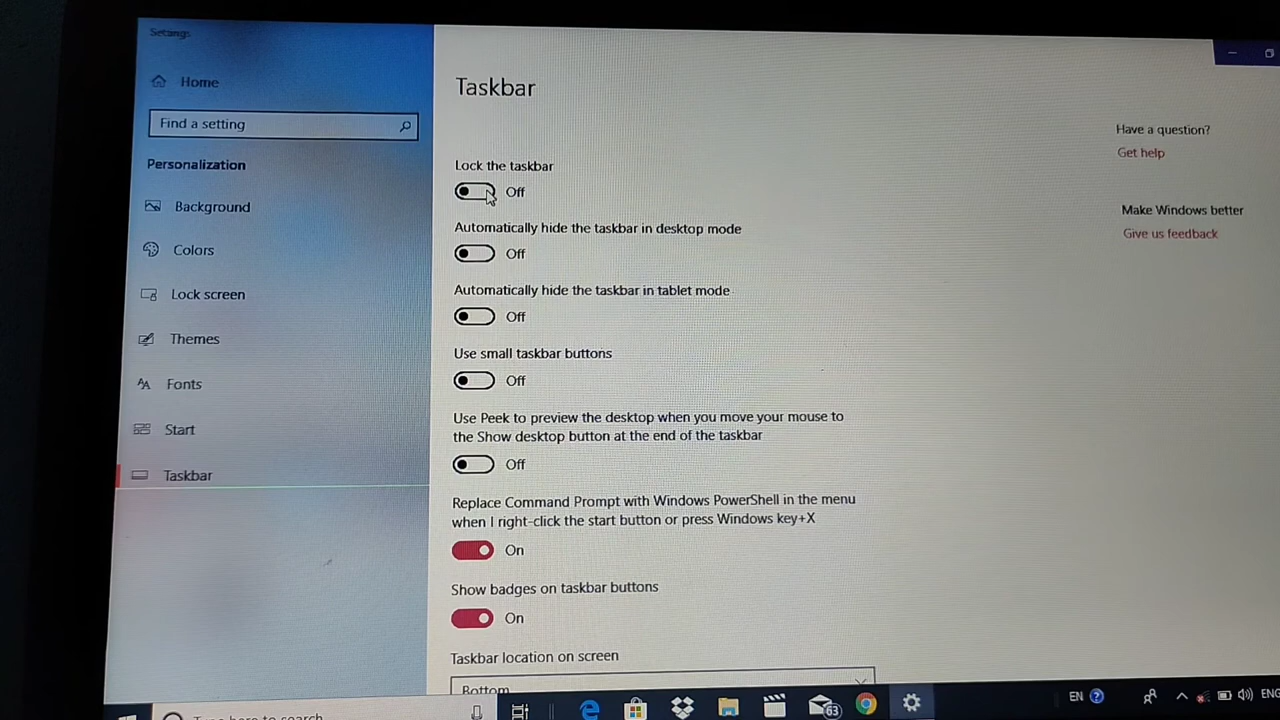 Settings
Home
Find a setting
Personalization
Background
Colors
Lock screen
Themes
Fonts
Start
Taskbar
Taskbar
Lock the taskbar
Off
Automatically hide the taskbar in desktop mode
Off
Automatically hide the taskbar in tablet mode
Off
Use small taskbar buttons
Off
Use Peek to preview the desktop when you move your mouse to
the Show desktop button at the end of the taskbar
Off
Replace Command Prompt with Windows PowerShell in the menu
when I right-click the start button or press Windows key+X
On
Show badges on taskbar buttons
On
Taskbar location on screen
Bottom
Have a question?
Get help
Make Windows better
Give us feedback
Type here to search
63
EN
ENG